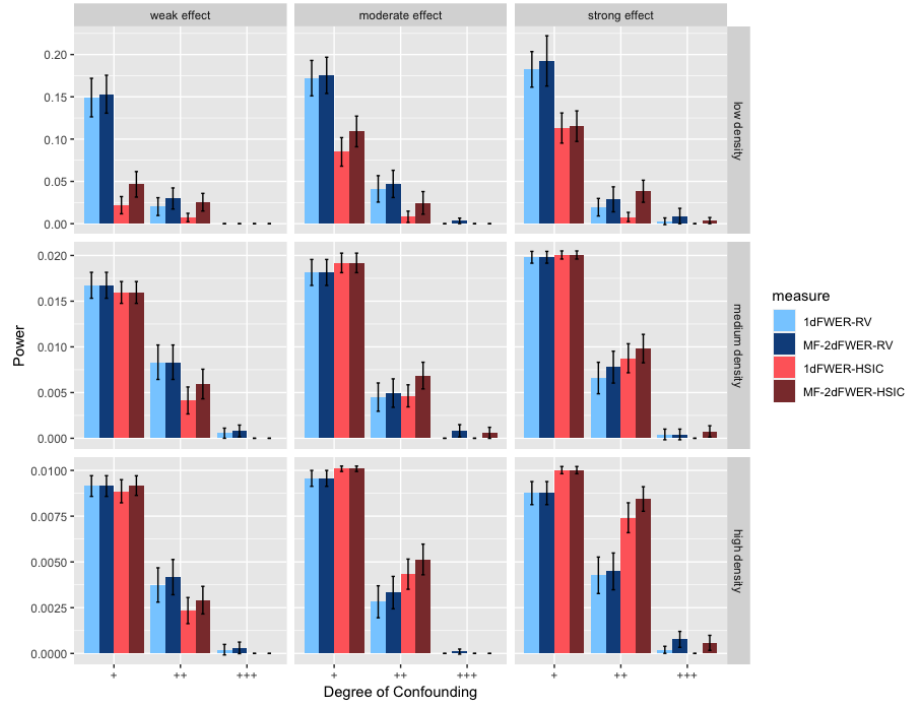 weak effect
moderate effect
strong effect
0.20
0.15
0.10
0.05
0.00
low density
0.020
0.015
0.010
0.005
0.000
medium density
0.0100
0.0075
0.0050
0.0025
0.0000
high density
Power
+
++
+++
+
++
+++
+
++
+++
Degree of Confounding
measure
1dFWER-RV
MF-2dFWER-RV
1dFWER-HSIC
MF-2dFWER-HSIC